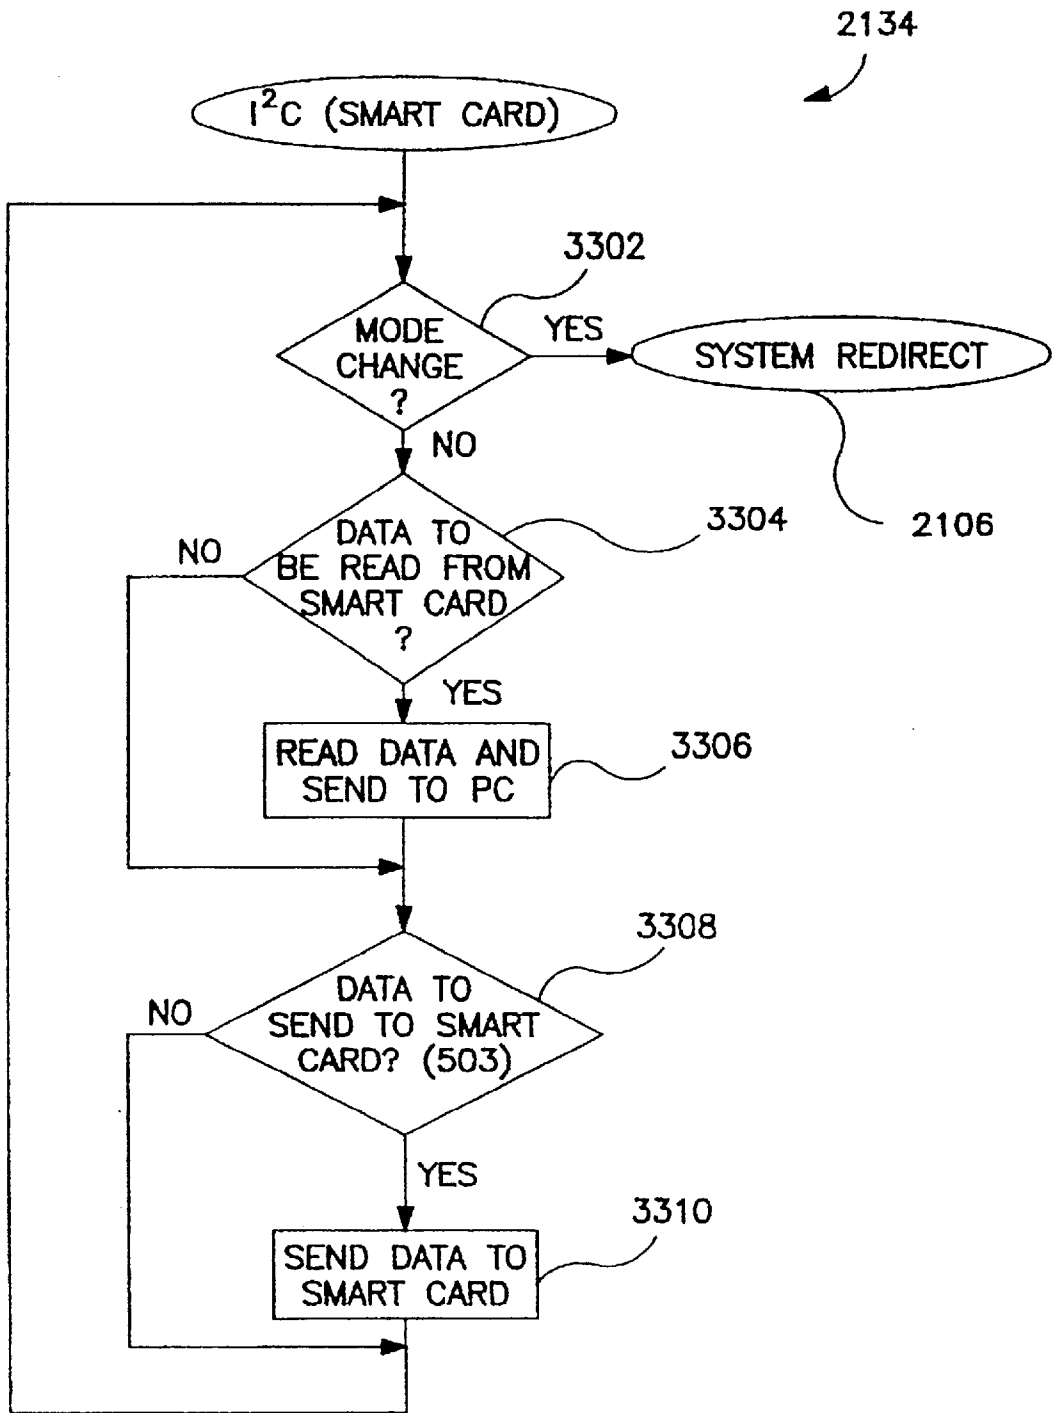 2134
I²C (SMART CARD)
3302
MODE
CHANGE
?
YES
SYSTEM REDIRECT
NO
2106
3304
DATA TO
BE READ FROM
SMART CARD
?
NO
YES
READ DATA AND
SEND TO PC
3306
3308
DATA TO
SEND TO SMART
CARD? (503)
NO
YES
3310
SEND DATA TO
SMART CARD